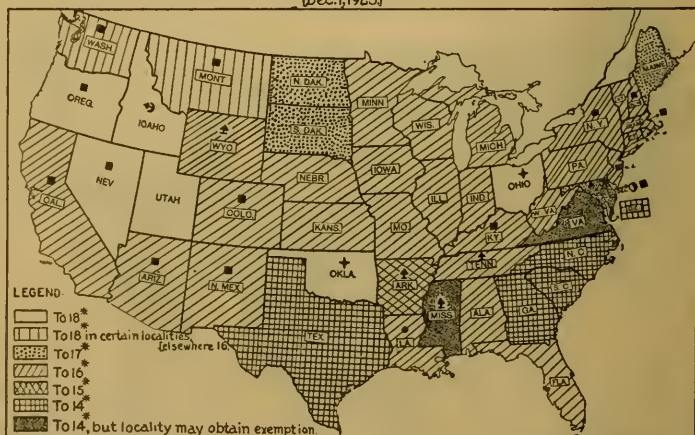 [Dec.1,1925.]
WASH
MONT
N. DAK.
MINN
MAINE
OREG.
IDAHO
WYO
S. DAK.
WIS.
MICH
N.Y.
NEBR.
IOWA
PA.
NEV
UTAH
COLO.
ILL
IND
OHIO
W. VA.
VA.
CAL.
KANS.
MO
KY.
ARIZ.
N. MEX
OKLA.
ARK.
TENN
N.C.
S.C.
TEX.
LA.
MISS.
ALA
GA.
FLA.
LEGEND-
To 18*
To 18 in certain localities*
[elsewhere 16.
To 17*
To 16*
To 15*
To 14*
To 14*, but locality may obtain exemption.